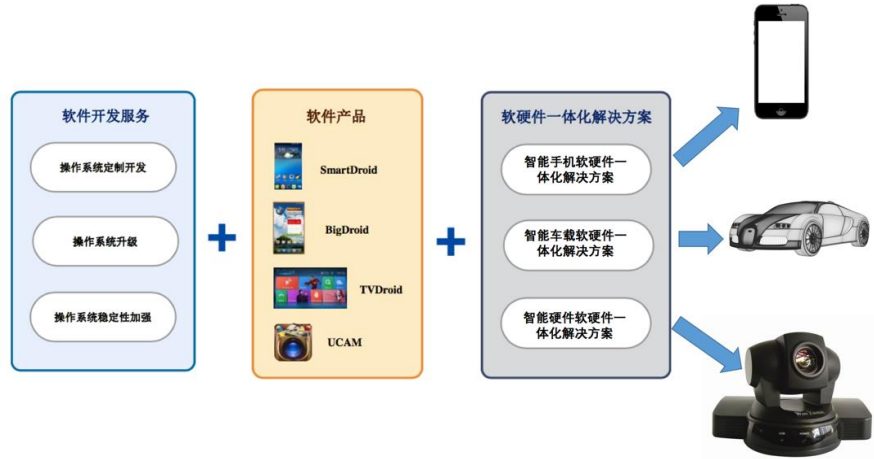 软件开发服务
操作系统定制开发
操作系统升级
操作系统稳定性加强
软件产品
SmartDroid
BigDroid
TVDroid
UCAM
软硬件一体化解决方案
智能手机软硬件一
体化解决方案
智能车载软硬件一
体化解决方案
智能硬件软硬件一
体化解决方案